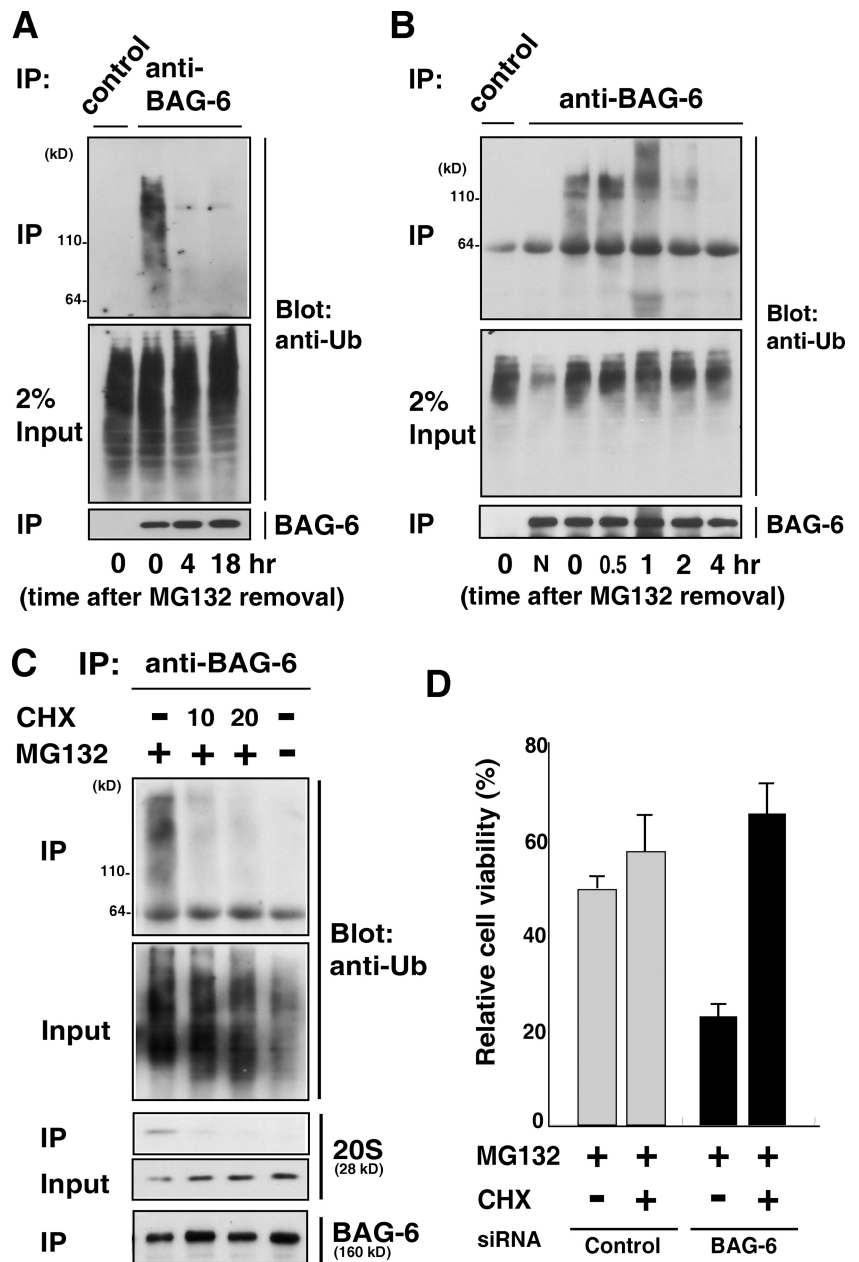 A
IP:
control
anti-
BAG-6
(kD)
IP
110-
64-
2%
Input
Blot:
anti-Ub
IP
BAG-6
0 0 4 18 hr
(time after MG132 removal)
B
IP:
control
anti-BAG-6
(kD)
110-
IP
64-
2%
Input
Blot:
anti-Ub
IP
BAG-6
0 N 0 0.5 1 2 4 hr
(time after MG132 removal)
C
IP:
anti-BAG-6
CHX - 10 20 -
MG132 + + + -
(kD)
IP
110-
64-
Input
Blot:
anti-Ub
IP
Input
20S
(28 kD)
IP
BAG-6
(160 kD)
D
Relative cell viability (%)
80
60
40
20
0
MG132 + + + +
CHX - + - +
siRNA Control BAG-6